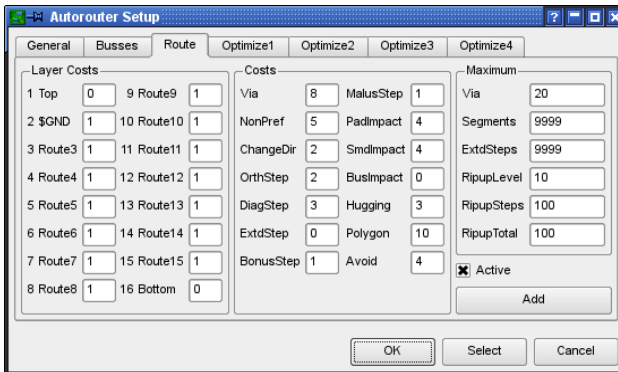 Autorouter Setup
General Busses Route Optimize1 Optimize2 Optimize3 Optimize4
Layer Costs Costs Maximum
1 Top 0 9 Route9 1 Via 8 MalusStep 1 Via 20
2 $GND 1 10 Route10 1 NonPref 5 PadImpact 4 Segments 9999
3 Route3 1 11 Route11 1 ChangeDir 2 SmdImpact 4 ExtdSteps 9999
4 Route4 1 12 Route12 1 OrthStep 2 BusImpact 0 RipupLevel 10
5 Route5 1 13 Route13 1 DiagStep 3 Hugging 3 RipupSteps 100
6 Route6 1 14 Route14 1 ExtdStep 0 Polygon 10 RipupTotal 100
7 Route7 1 15 Route15 1 BonusStep 1 Avoid 4 Active
8 Route8 1 16 Bottom 0 Add
OK Select Cancel